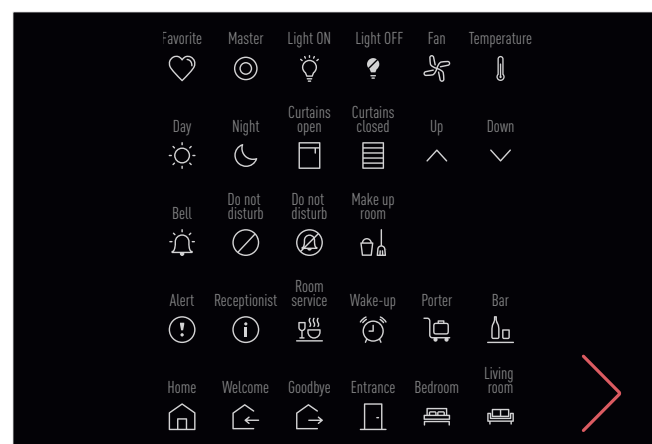 Favorite Master Light ON Light OFF Fan Temperature
Day Night Curtains open Curtains closed Up Down
Bell Do not disturb Do not disturb Make up room
Alert Receptionist Room service Wake-up Porter Bar
Home Welcome Goodbye Entrance Bedroom Living room